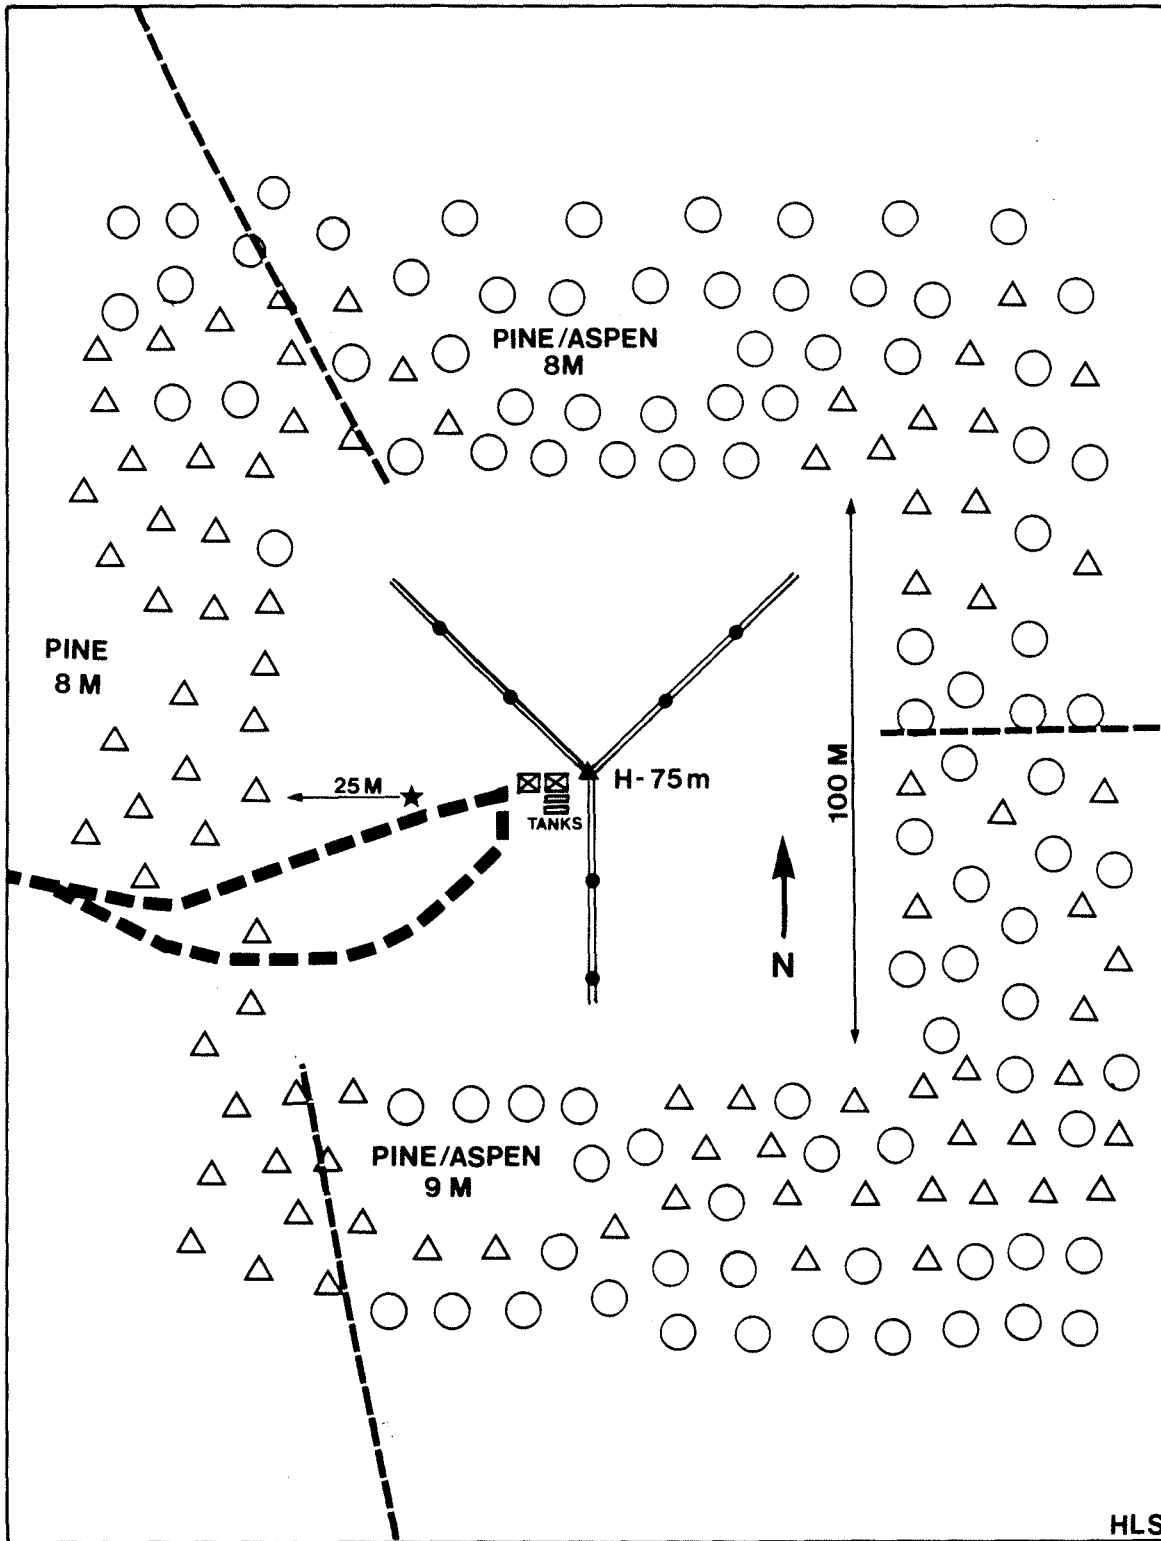 PINE/ASPEN
8M
PINE
8 M
25 M
H-75m
TANKS
100 M
N
PINE/ASPEN
9 M
HLS